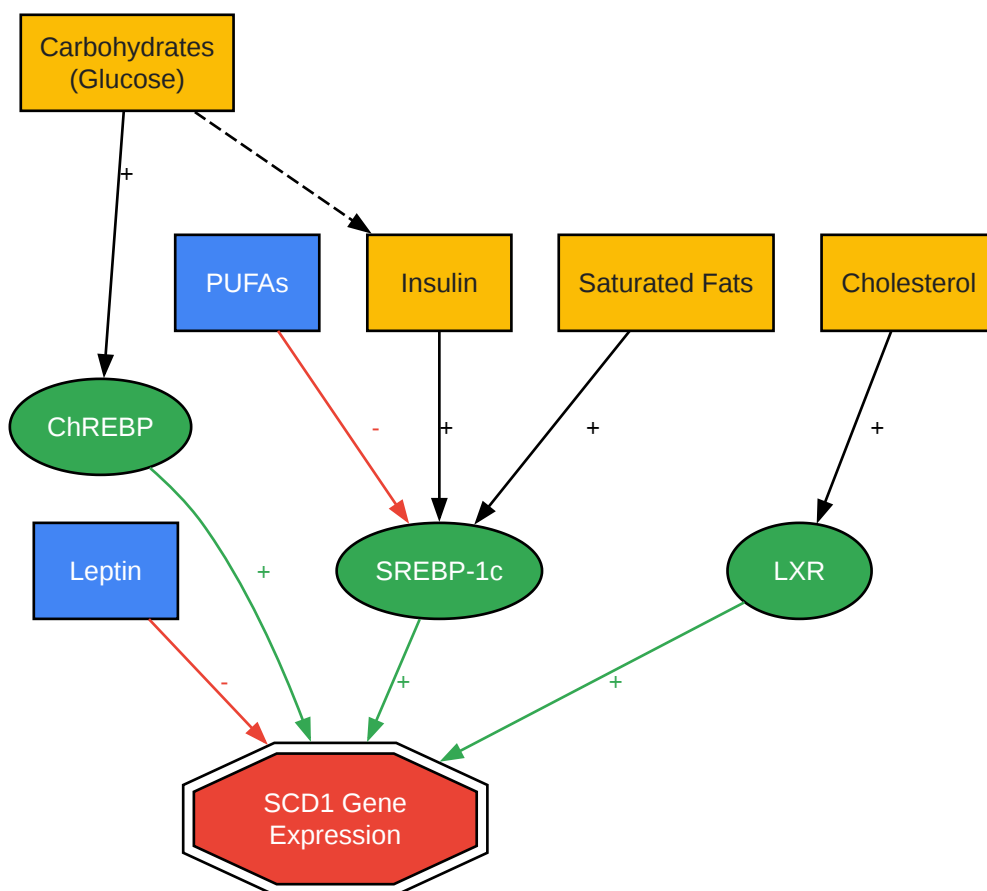 Carbohydrates
(Glucose)
+
PUFAs
Insulin
Saturated Fats
Cholesterol
ChREBP
-
+
+
+
Leptin
+
SREBP-1c
LXR
-
+
+
SCD1 Gene
Expression